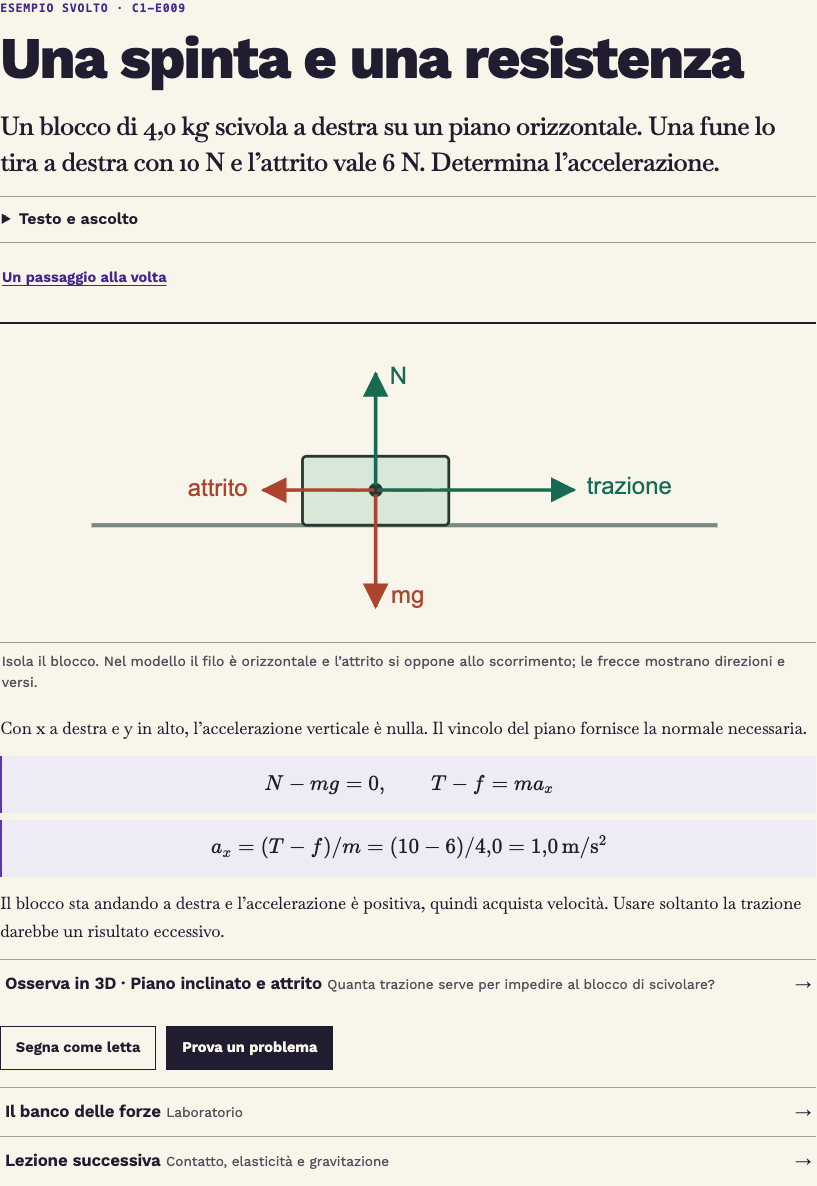 ESEMPIO SVOLTO · C1—E009
Una spinta e una resistenza
Un blocco di 4,0 kg scivola a destra su un piano orizzontale. Una fune lo
tira a destra con 10 N e l’attrito vale 6 N. Determina l’accelerazione.
▶ Testo e ascolto
Un passaggio alla volta
N
attrito
trazione
mg
Isola il blocco. Nel modello il filo è orizzontale e l’attrito si oppone allo scorrimento; le frecce mostrano direzioni e
versi.
Con x a destra e y in alto, l’accelerazione verticale è nulla. Il vincolo del piano fornisce la normale necessaria.
N − mg = 0, T − f = maₓ
aₓ = (T − f)/m = (10 − 6)/4,0 = 1,0 m/s²
Il blocco sta andando a destra e l’accelerazione è positiva, quindi acquista velocità. Usare soltanto la trazione
darebbe un risultato eccessivo.
Osserva in 3D · Piano inclinato e attrito Quanta trazione serve per impedire al blocco di scivolare? →
Segna come letta Prova un problema
Il banco delle forze Laboratorio →
Lezione successiva Contatto, elasticità e gravitazione →